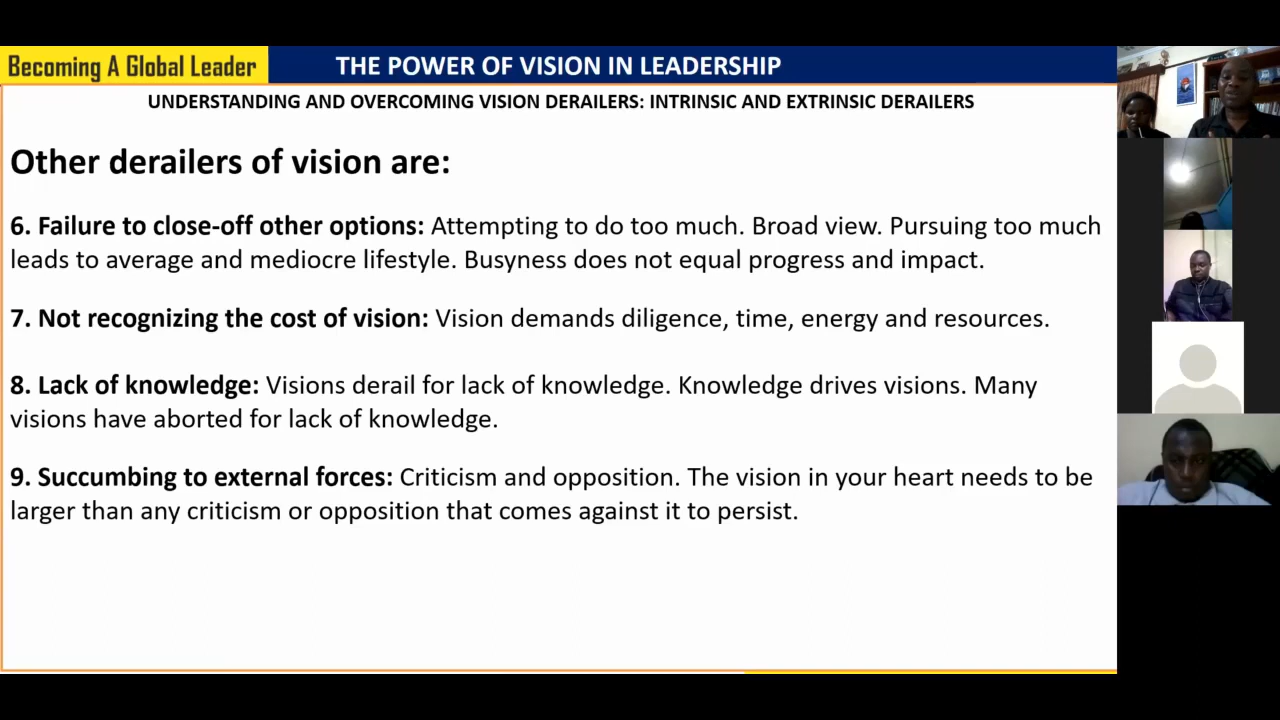 Becoming A Global Leader
THE POWER OF VISION IN LEADERSHIP
UNDERSTANDING AND OVERCOMING VISION DERAILERS: INTRINSIC AND EXTRINSIC DERAILERS
Other derailers of vision are:
6. Failure to close-off other options: Attempting to do too much. Broad view. Pursuing too much
leads to average and mediocre lifestyle. Busyness does not equal progress and impact.
7. Not recognizing the cost of vision: Vision demands diligence, time, energy and resources.
8. Lack of knowledge: Visions derail for lack of knowledge. Knowledge drives visions. Many
visions have aborted for lack of knowledge.
9. Succumbing to external forces: Criticism and opposition. The vision in your heart needs to be
larger than any criticism or opposition that comes against it to persist.